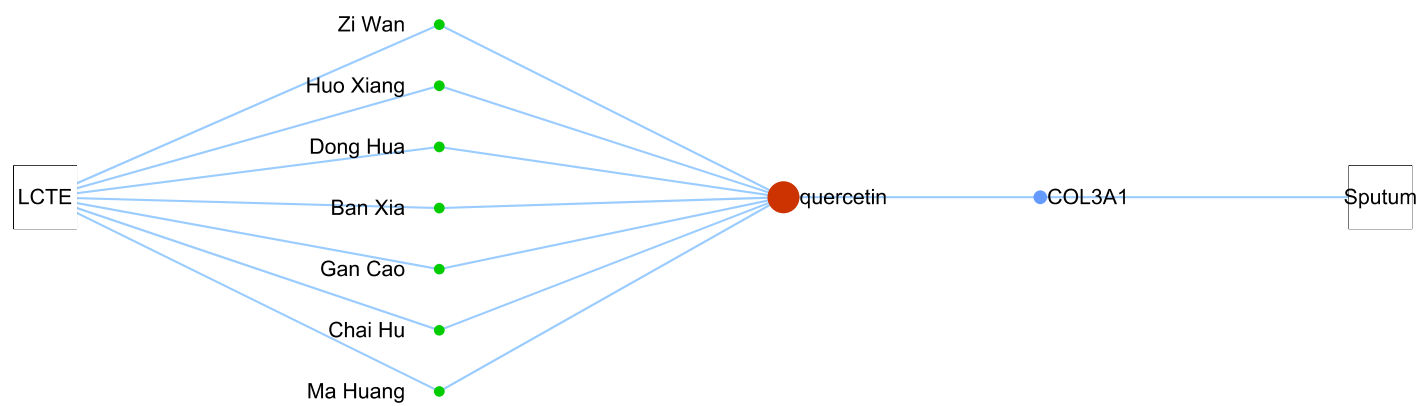 Zi Wan
Huo Xiang
Dong Hua
LCTE
Ban Xia
Gan Cao
Chai Hu
Ma Huang
quercetin
COL3A1
Sputum